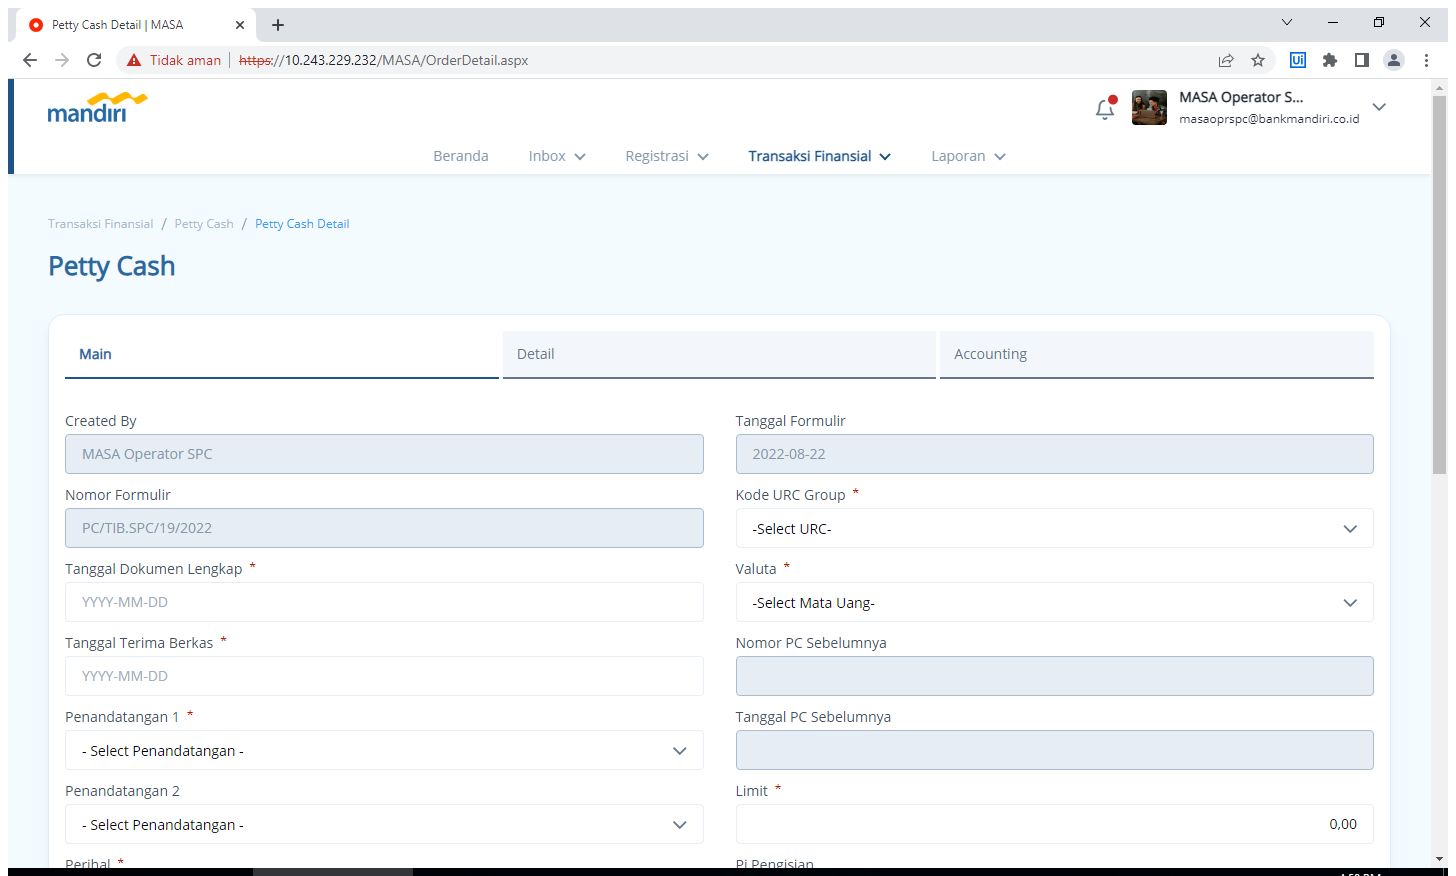 Petty Cash Detail | MASA
Tidak aman https://10.243.229.232/MASA/OrderDetail.aspx
Ui
mandiri
MASA Operator S...
masaoprspc@bankmandiri.co.id
Beranda Inbox Registrasi Transaksi Finansial Laporan
Transaksi Finansial / Petty Cash / Petty Cash Detail
Petty Cash
Main Detail Accounting
Created By
MASA Operator SPC
Tanggal Formulir
2022-08-22
Nomor Formulir
PC/TIB.SPC/19/2022
Kode URC Group *
-Select URC-
Tanggal Dokumen Lengkap *
YYYY-MM-DD
Valuta *
-Select Mata Uang-
Tanggal Terima Berkas *
YYYY-MM-DD
Nomor PC Sebelumnya
Penandatangan 1 *
- Select Penandatangan -
Tanggal PC Sebelumnya
Penandatangan 2
- Select Penandatangan -
Limit *
0,00
Perihal *
Pj Pengisian